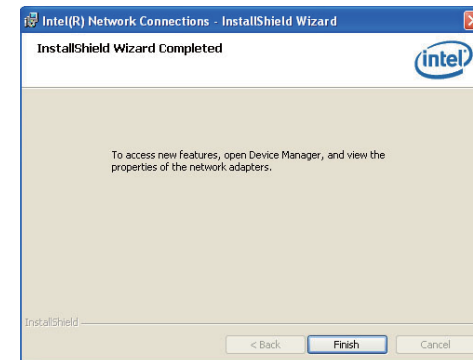 Intel(R) Network Connections - InstallShield Wizard
InstallShield Wizard Completed
intel
To access new features, open Device Manager, and view the
properties of the network adapters.
InstallShield
< Back
Finish
Cancel